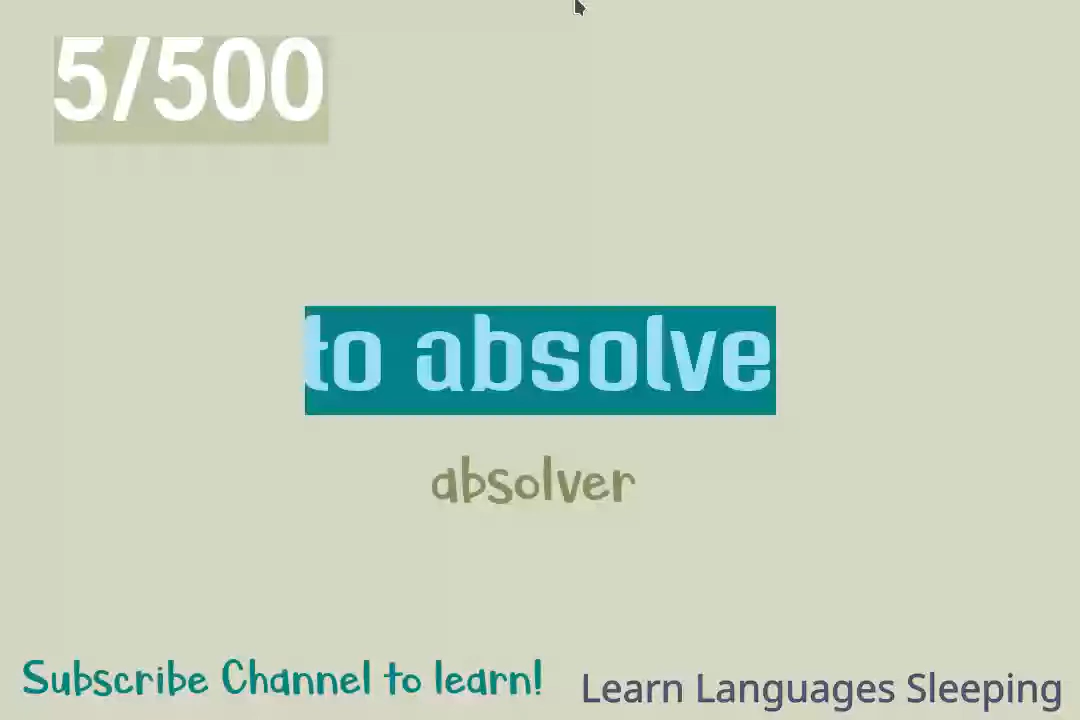 5/500
to absolve
absolver
Subscribe Channel to learn!
Learn Languages Sleeping